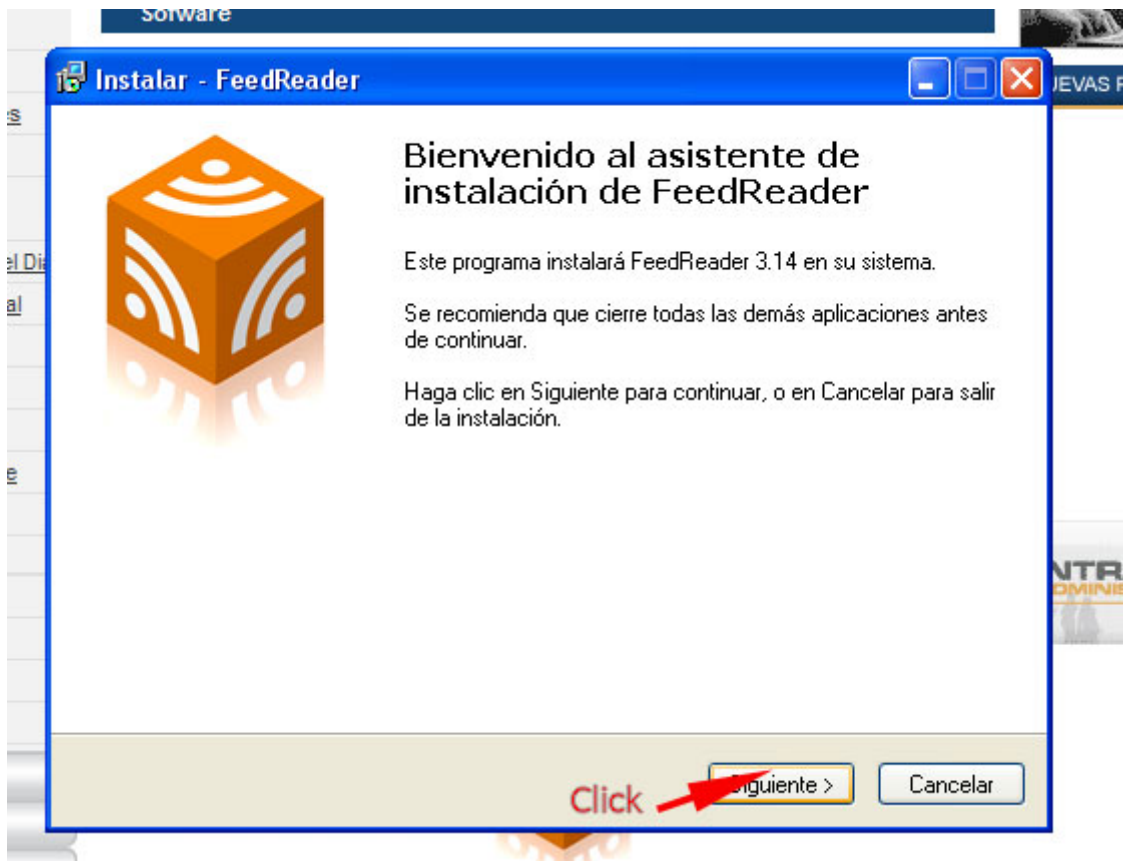 Sofware
Instalar - FeedReader
Bienvenido al asistente de
instalación de FeedReader
Este programa instalará FeedReader 3.14 en su sistema.
Se recomienda que cierre todas las demás aplicaciones antes
de continuar.
Haga clic en Siguiente para continuar, o en Cancelar para salir
de la instalación.
Click
Siguiente >
Cancelar